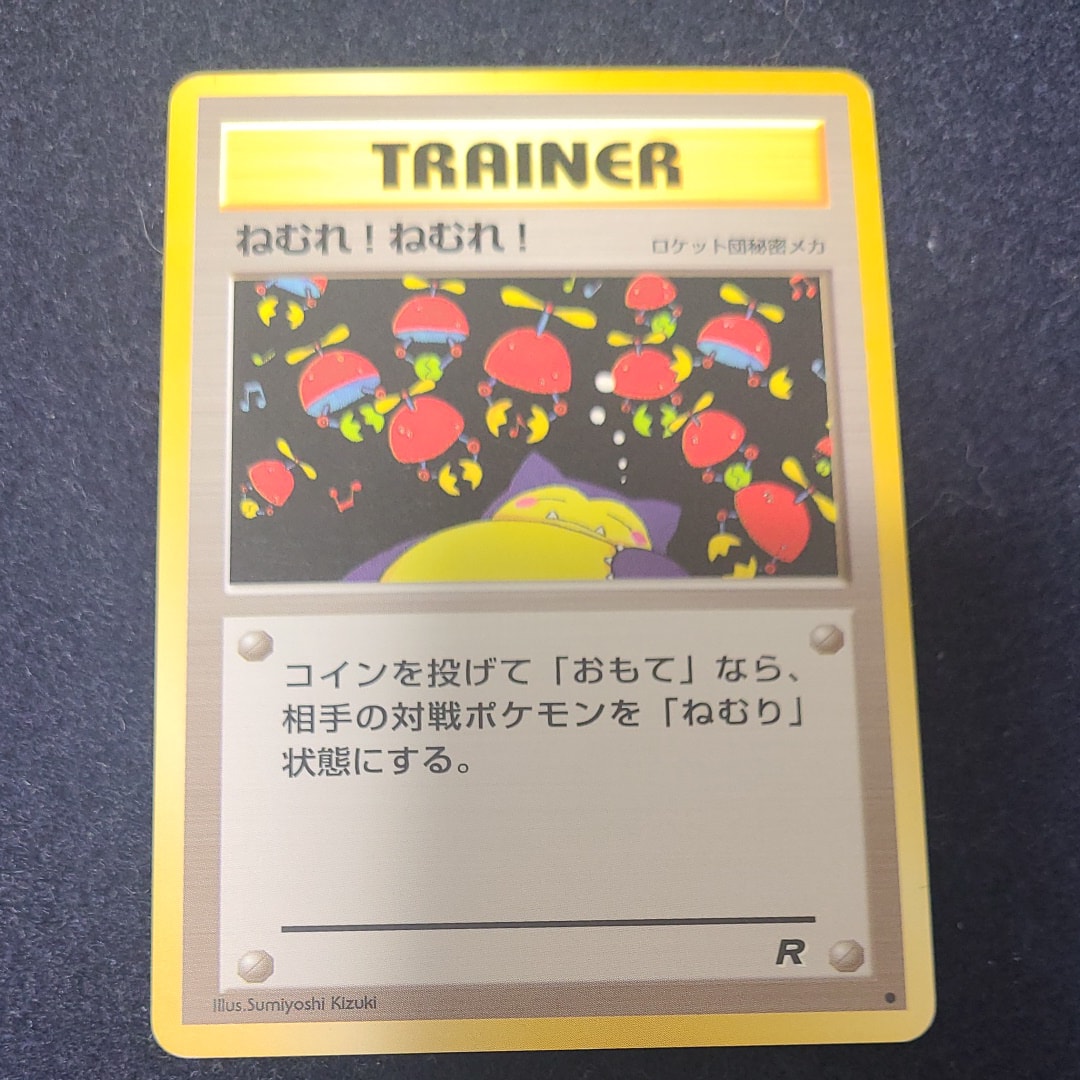 TRAINER
ねむれ！ねむれ！
ロケット団秘密メカ
コインを投げて「おもて」なら、
相手の対戦ポケモンを「ねむり」
状態にする。
R
Illus.Sumiyoshi Kizuki